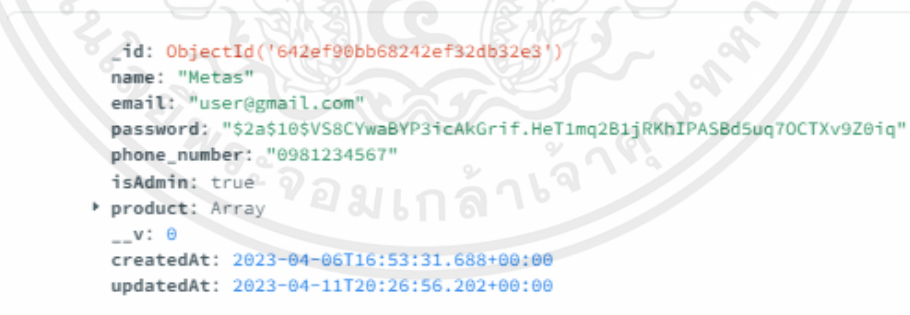 _id: ObjectId('642ef90bb68242ef32db32e3')
name: "Metas"
email: "user@gmail.com"
password: "$2a$10$VS8CYwaBYP3icAkGrif.HeT1mq2B1jRKhIPASBd5uq7OCTXv9Z0iq"
phone_number: "0981234567"
isAdmin: true
product: Array
__v: 0
createdAt: 2023-04-06T16:53:31.688+00:00
updatedAt: 2023-04-11T20:26:56.202+00:00